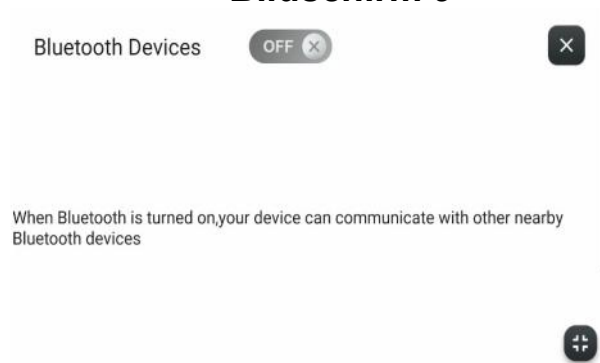 Bluetooth Devices OFF
When Bluetooth is turned on,your device can communicate with other nearby
Bluetooth devices